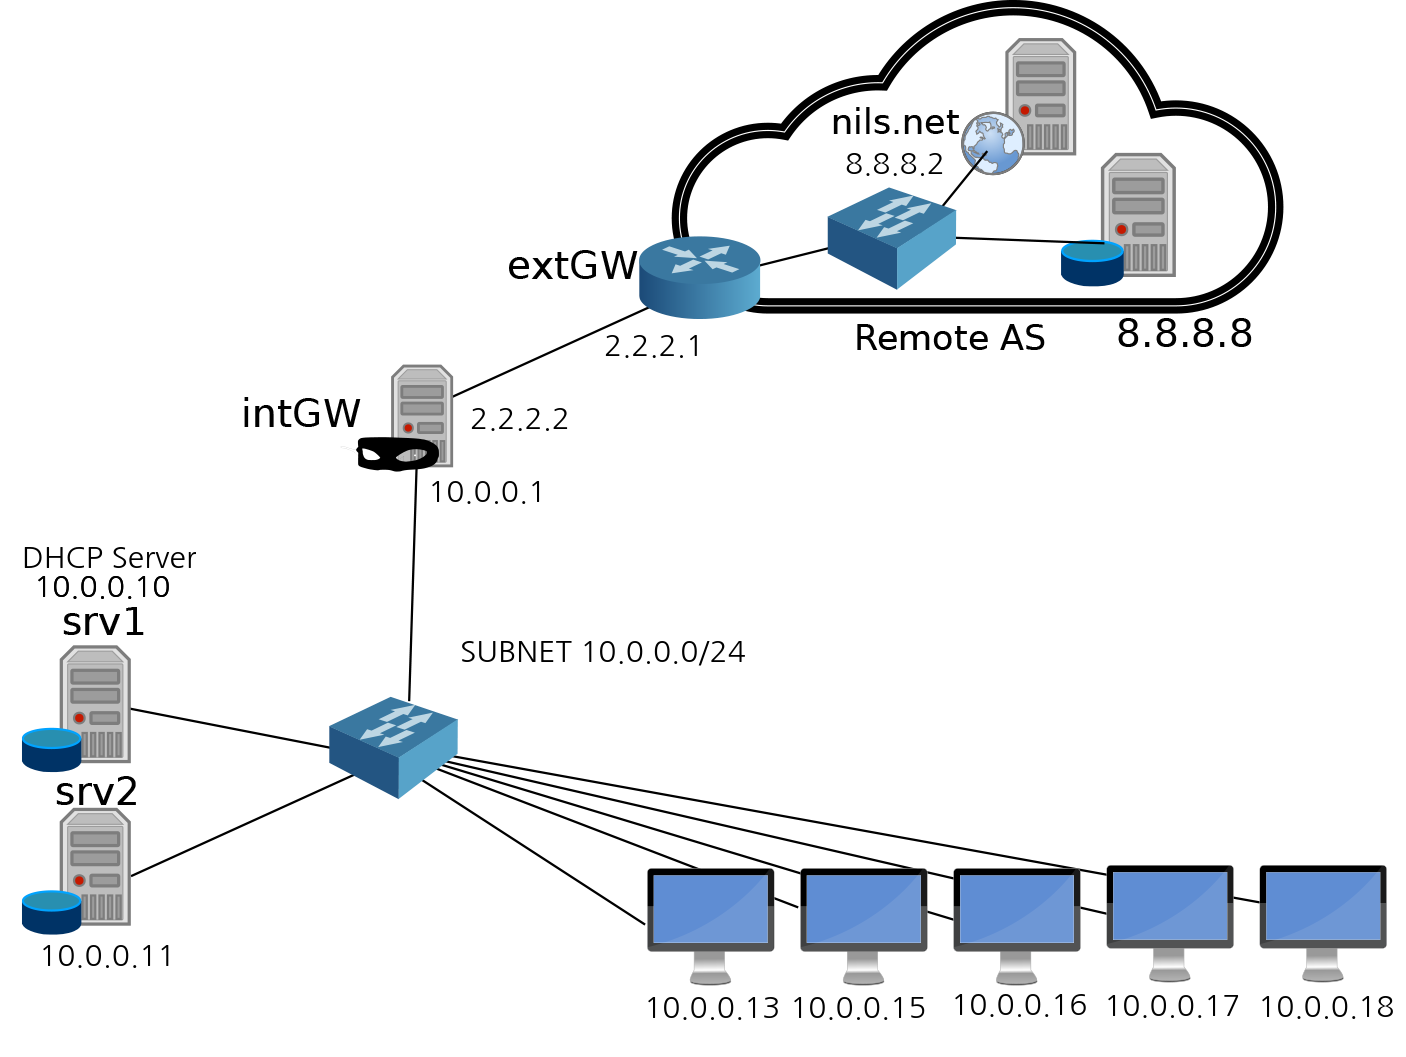 nils.net
8.8.8.2
extGW
2.2.2.1
Remote AS
8.8.8.8
intGW
2.2.2.2
10.0.0.1
DHCP Server
10.0.0.10
srv1
SUBNET 10.0.0.0/24
srv2
10.0.0.11
10.0.0.13
10.0.0.15
10.0.0.16
10.0.0.17
10.0.0.18